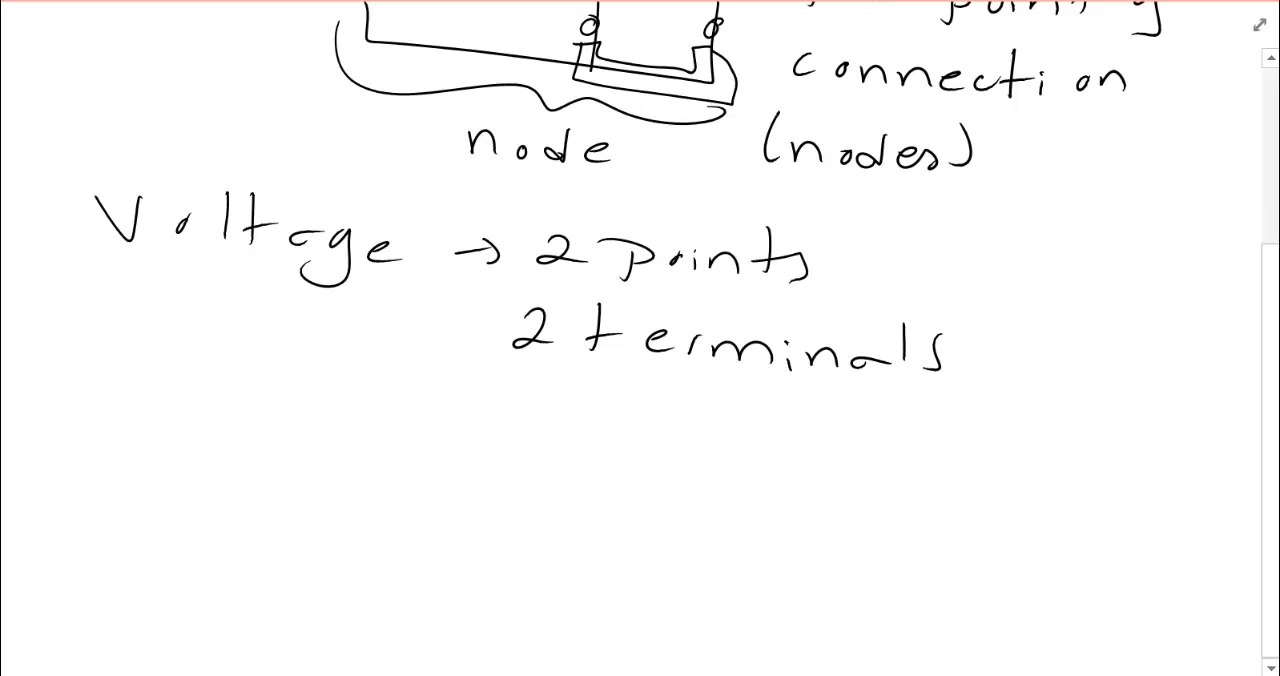 connection
node
(nodes)
Voltage → 2 points
2 terminals